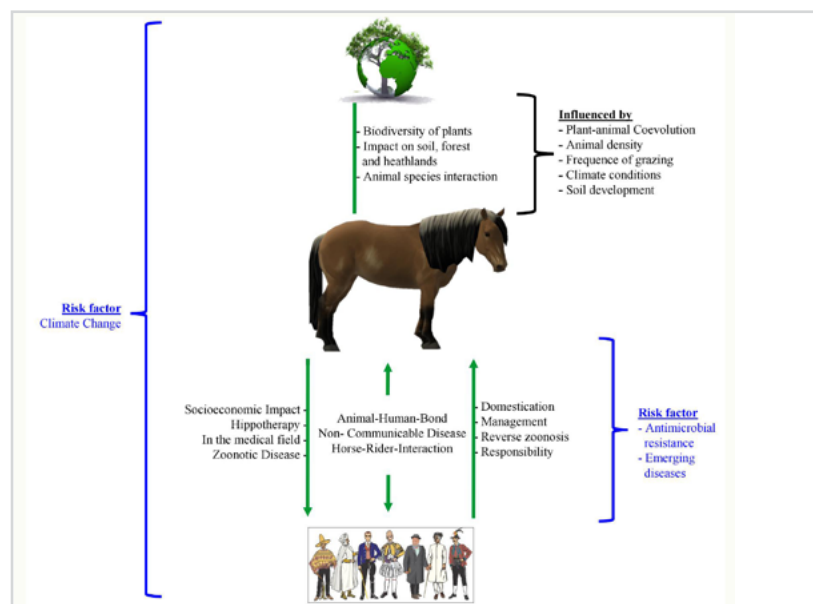 - Biodiversity of plants
- Impact on soil, forest
and heathlands
- Animal species interaction
Influenced by
- Plant-animal Coevolution
- Animal density
- Frequence of grazing
- Climate conditions
- Soil development
Risk factor
Climate Change
Socioeconomic Impact -
Hippotherapy -
In the medical field -
Zoonotic Disease -
Animal-Human-Bond
Non- Communicable Disease
Horse-Rider-Interaction
- Domestication
- Management
- Reverse zoonosis
- Responsibility
Risk factor
- Antimicrobial
resistance
- Emerging
diseases